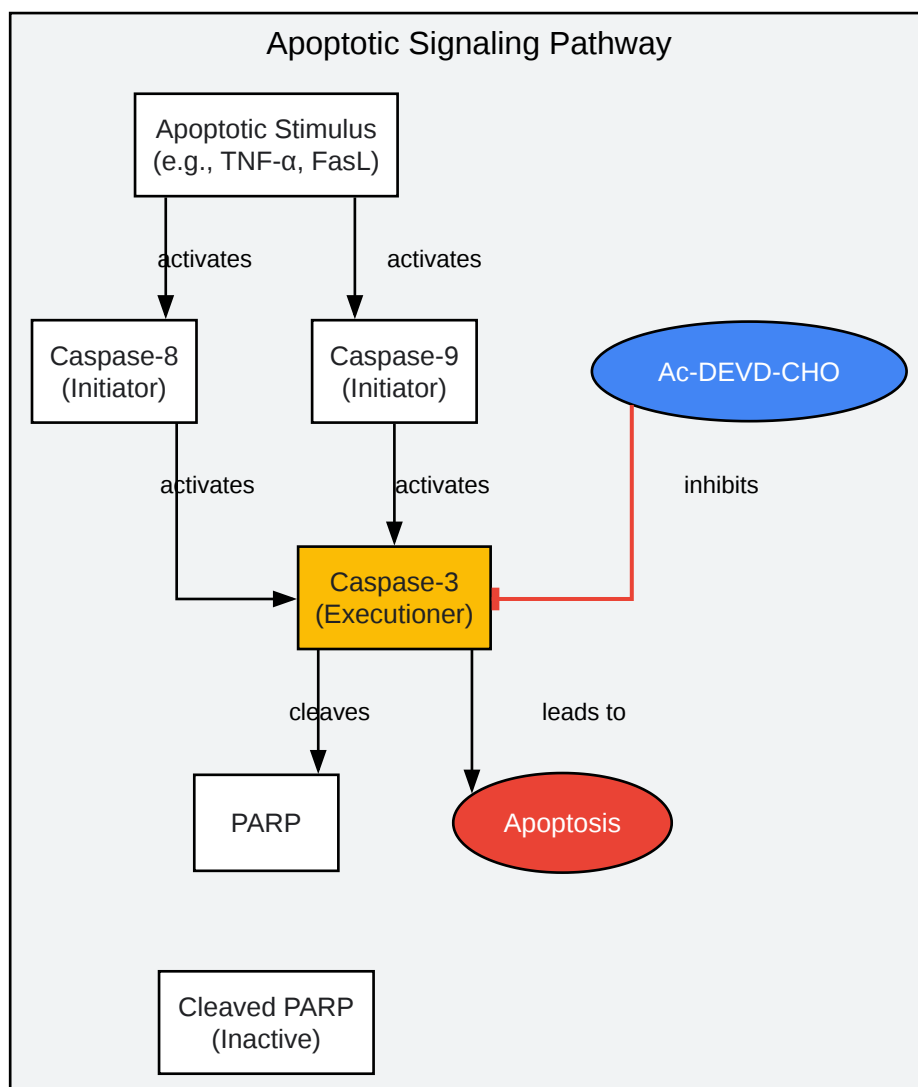 Apoptotic Signaling Pathway
Apoptotic Stimulus
(e.g., TNF-α, FasL)
activates
activates
Caspase-8
(Initiator)
Caspase-9
(Initiator)
Ac-DEVD-CHO
activates
activates
inhibits
Caspase-3
(Executioner)
cleaves
leads to
PARP
Apoptosis
Cleaved PARP
(Inactive)